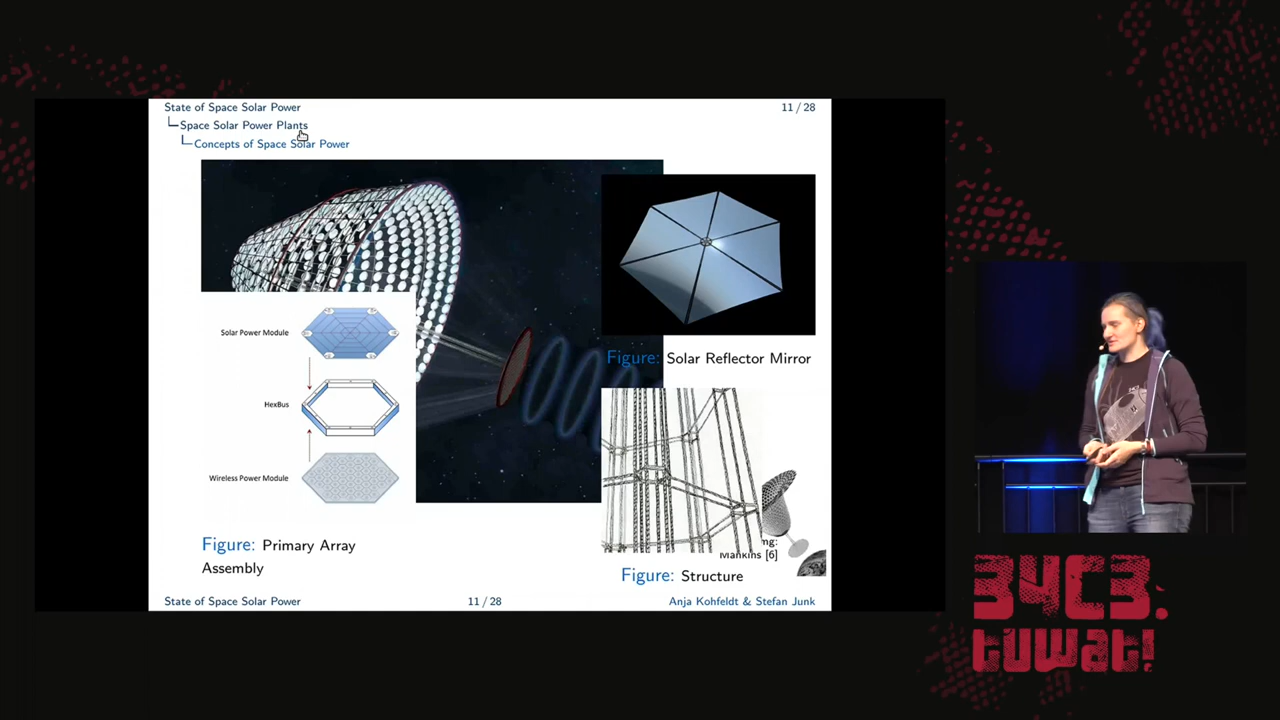 State of Space Solar Power
11 / 28
Space Solar Power Plants
Concepts of Space Solar Power
Solar Power Module
HexBus
Wireless Power Module
Figure: Primary Array
Assembly
Figure: Solar Reflector Mirror
mg:
Mankins [6]
Figure: Structure
State of Space Solar Power
11 / 28
Anja Kohfeldt & Stefan Junk
34C3.
tuwat!